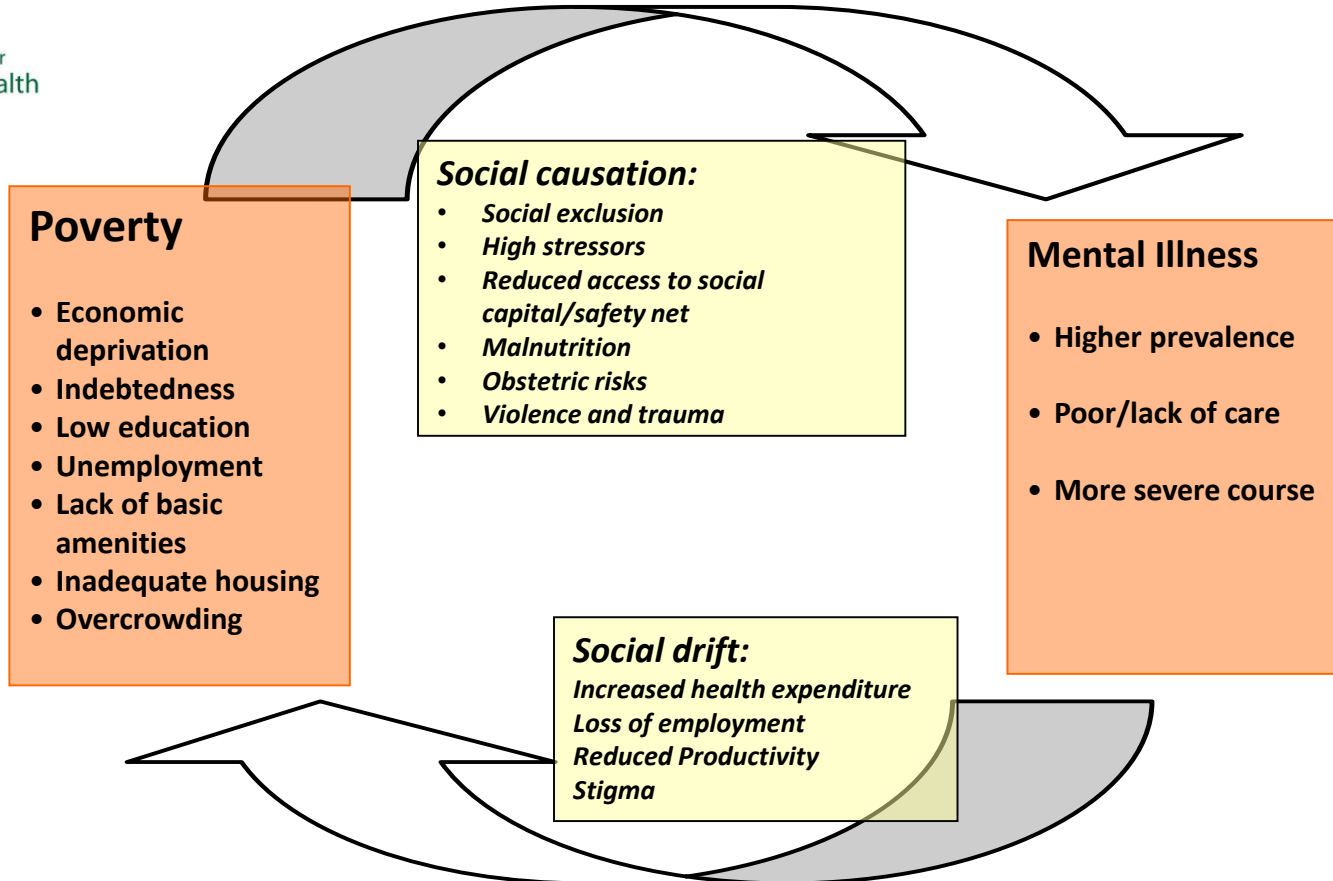 r
alth
Social causation:
• Social exclusion
• High stressors
• Reduced access to social
capital/safety net
• Malnutrition
• Obstetric risks
• Violence and trauma
Poverty
• Economic
deprivation
• Indebtedness
• Low education
• Unemployment
• Lack of basic
amenities
• Inadequate housing
• Overcrowding
Mental Illness
• Higher prevalence
• Poor/lack of care
• More severe course
Social drift:
Increased health expenditure
Loss of employment
Reduced Productivity
Stigma